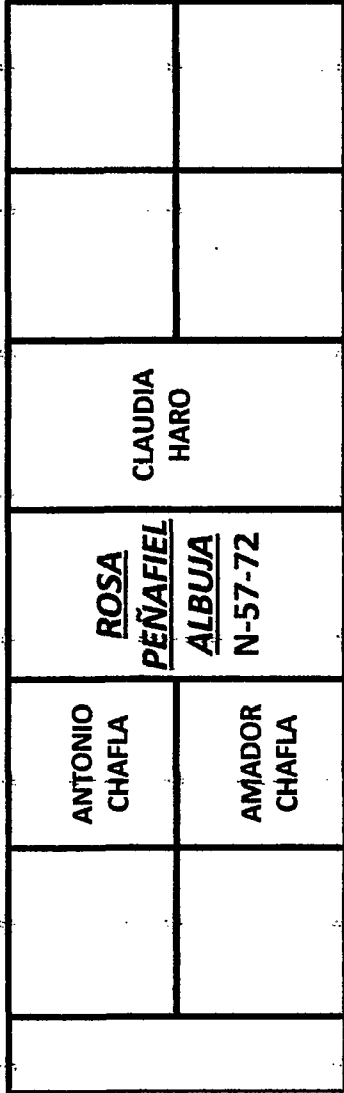 ANTONIO
CHAFLA
AMADOR
CHAFLA
ROSA
PEÑAFIEL
ALBUJA
N-57-72
CLAUDIA
HARO